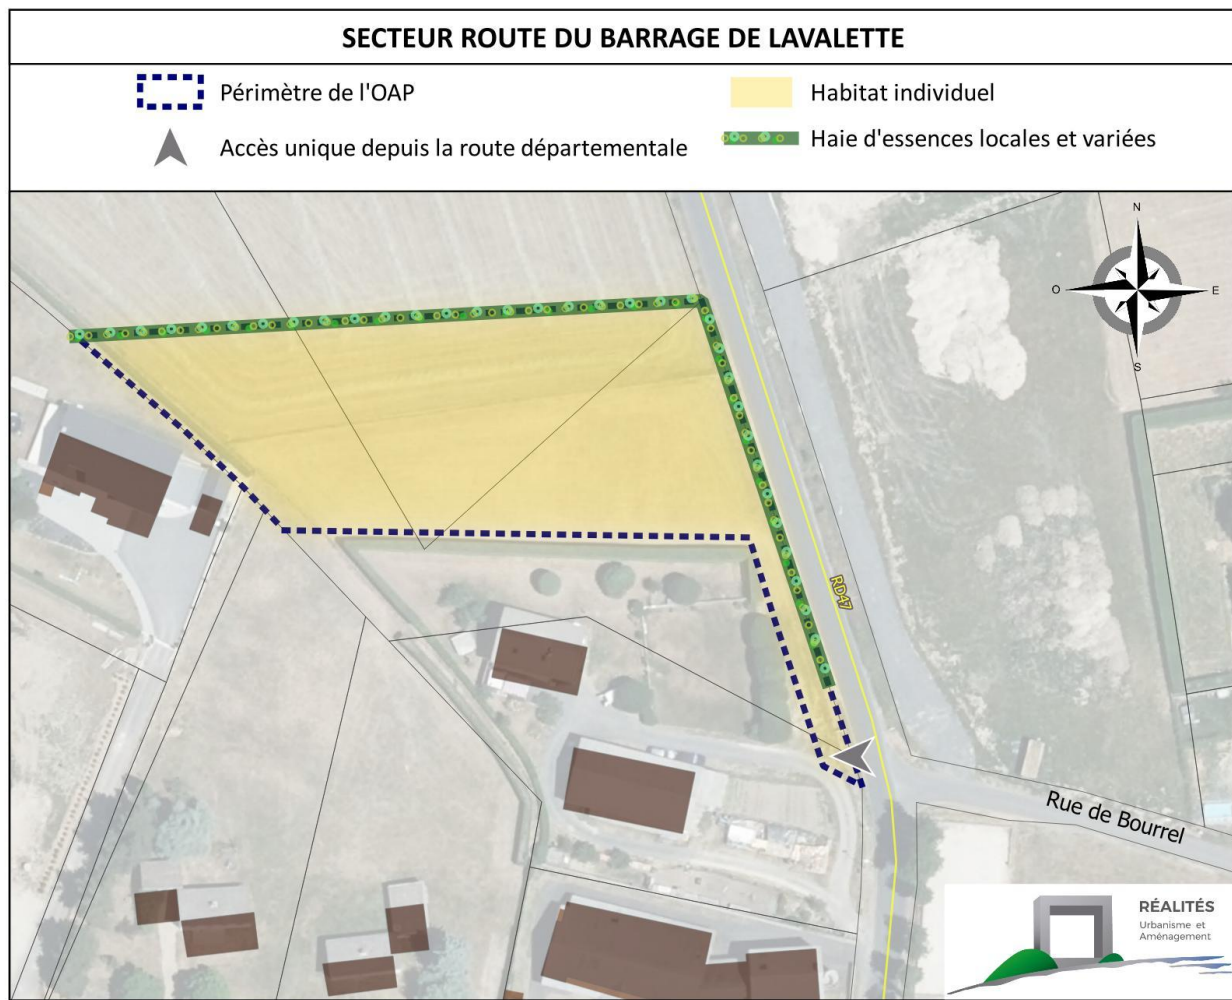 SECTEUR ROUTE DU BARRAGE DE LAVALETTE
Périmètre de l'OAP
Habitat individuel
Accès unique depuis la route départementale
Haie d'essences locales et variées
N
O
E
S
RD47
Rue de Bourrel
RÉALITÉS
Urbanisme et
Aménagement